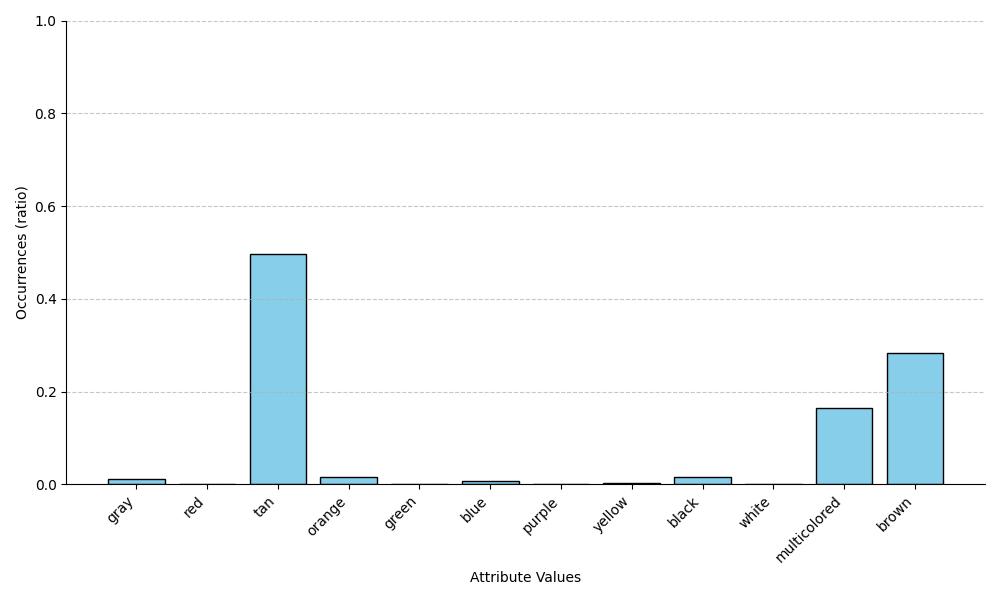 1.0
0.8
0.6
0.4
0.2
0.0
Occurrences (ratio)
gray
red
tan
orange
green
blue
purple
yellow
black
white
multicolored
brown
Attribute Values